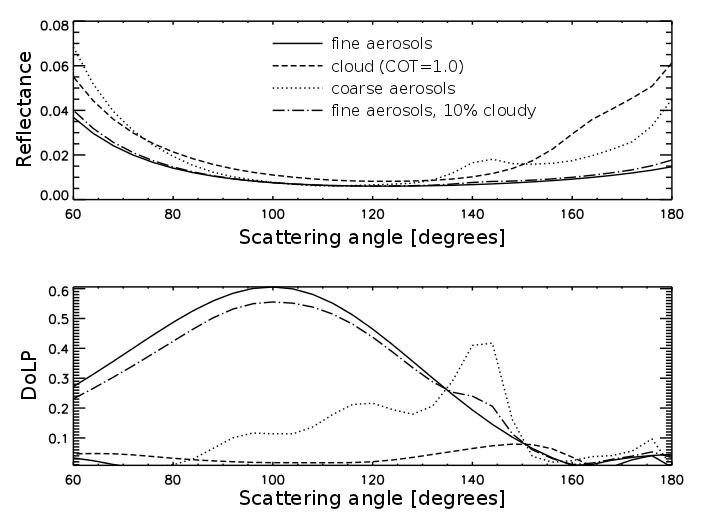 0.08
0.06
0.04
0.02
0.00
Reflectance
fine aerosols
cloud (COT=1.0)
coarse aerosols
fine aerosols, 10% cloudy
60 80 100 120 140 160 180
Scattering angle [degrees]
0.6
0.5
0.4
0.3
0.2
0.1
DoLP
60 80 100 120 140 160 180
Scattering angle [degrees]